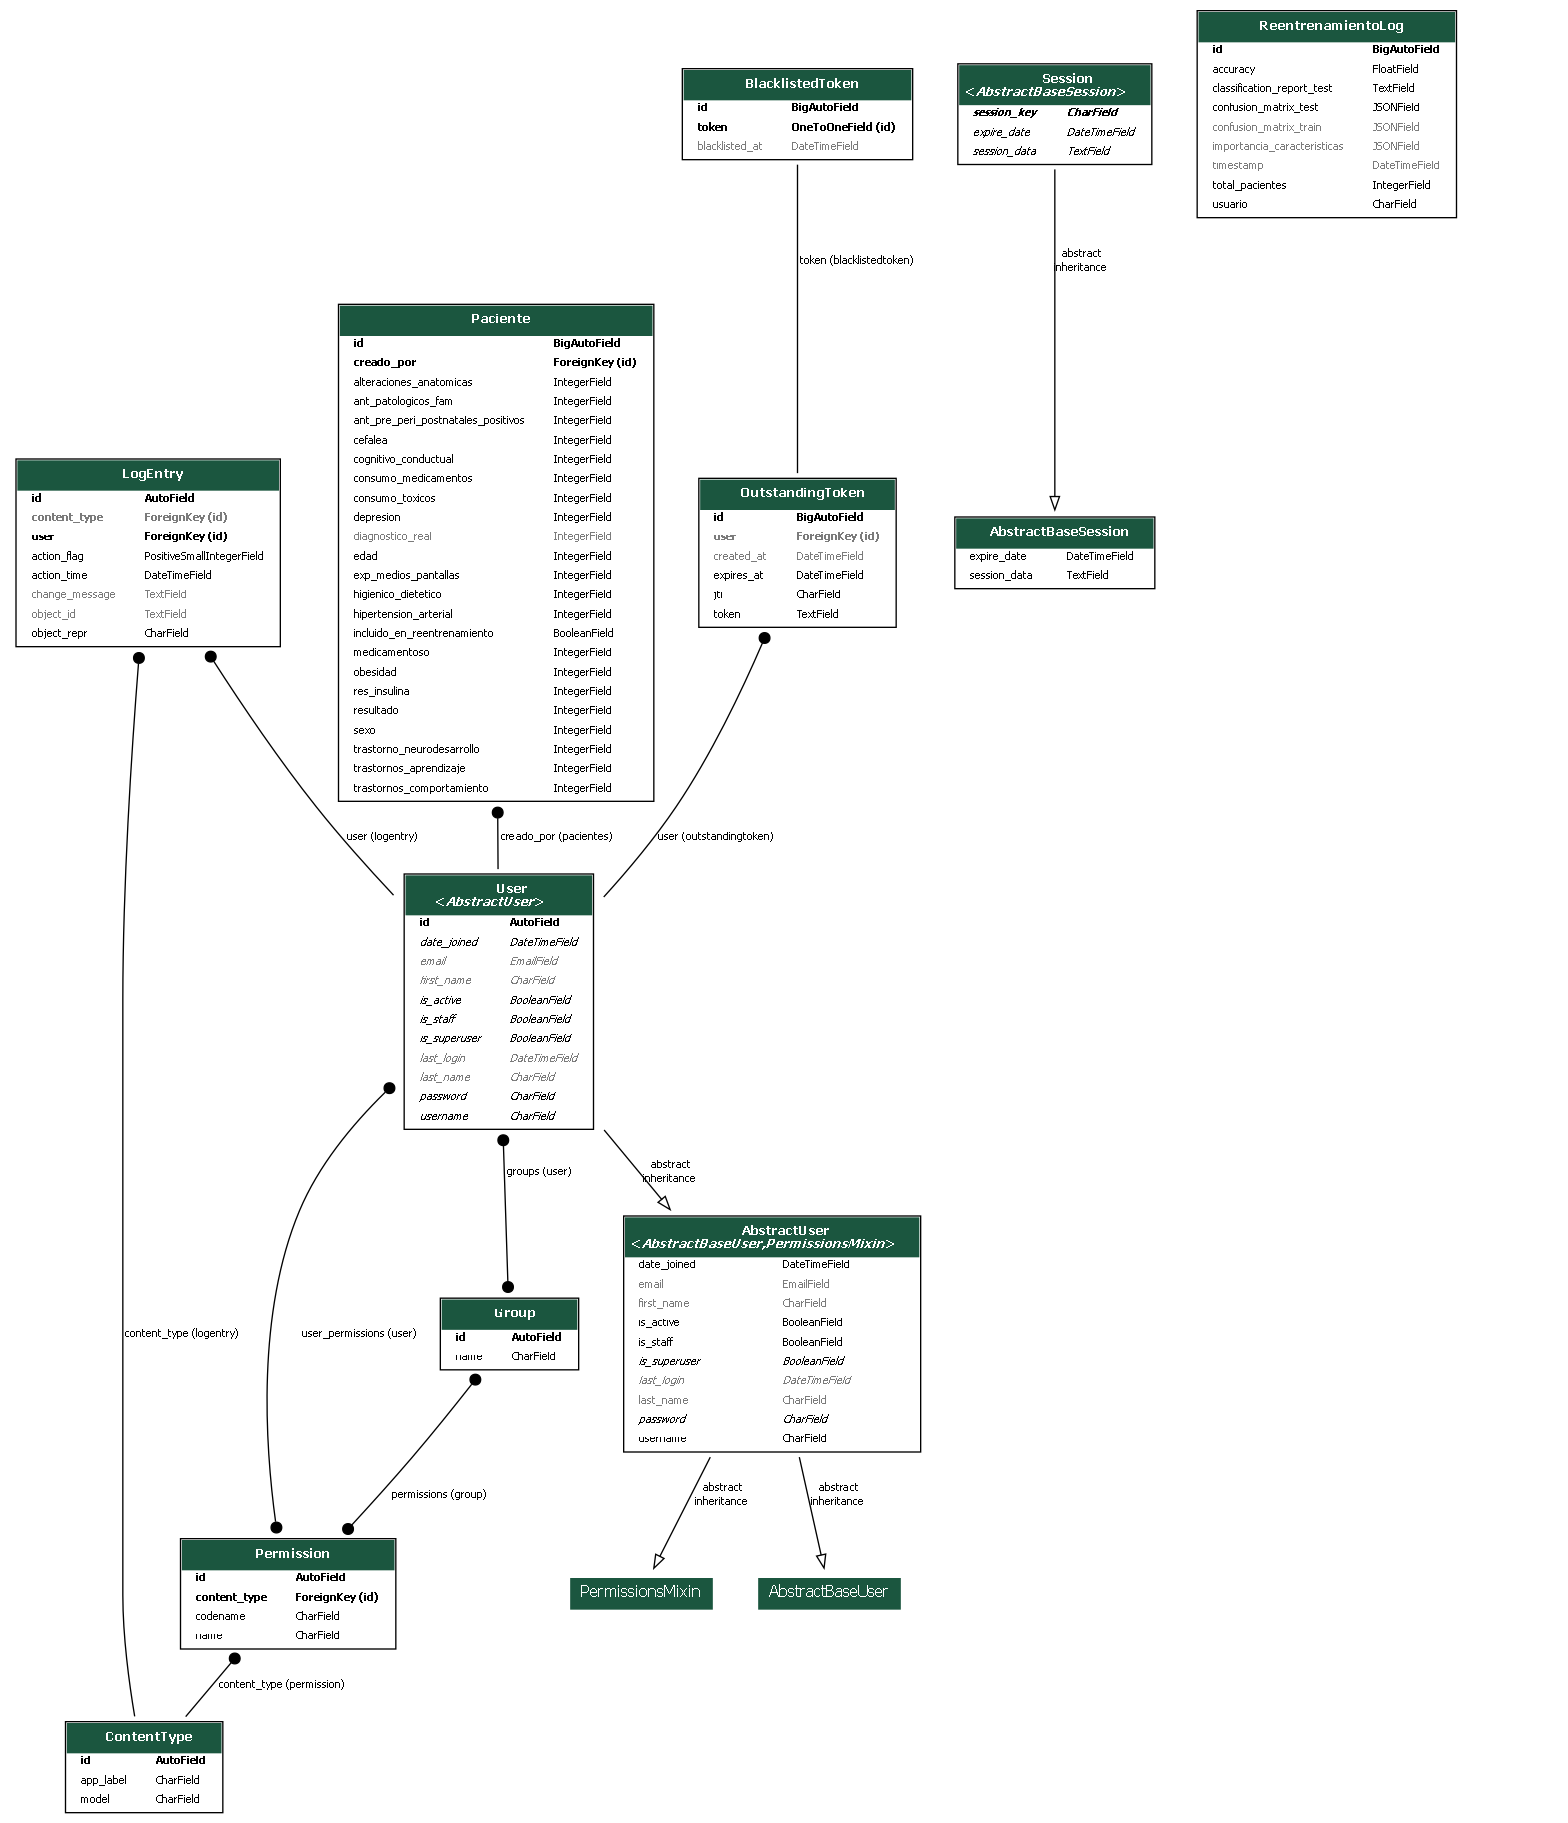 ReentrenamientoLog
id BigAutoField
accuracy FloatField
classification_report_test TextField
confusion_matrix_test JSONField
confusion_matrix_train JSONField
importancia_caracteristicas JSONField
timestamp DateTimeField
total_pacientes IntegerField
usuario CharField
Session
<AbstractBaseSession>
session_key CharField
expire_date DateTimeField
session_data TextField
BlacklistedToken
id BigAutoField
token OneToOneField (id)
blacklisted_at DateTimeField
token (blacklistedtoken)
abstract
inheritance
Paciente
id BigAutoField
creado_por ForeignKey (id)
alteraciones_anatomicas IntegerField
ant_patologicos_fam IntegerField
ant_pre_peri_postnatales_positivos IntegerField
cefalea IntegerField
cognitivo_conductual IntegerField
consumo_medicamentos IntegerField
consumo_toxicos IntegerField
depresion IntegerField
diagnostico_real IntegerField
edad IntegerField
exp_medios_pantallas IntegerField
higienico_dietetico IntegerField
hipertension_arterial IntegerField
incluido_en_reentrenamiento BooleanField
medicamentoso IntegerField
obesidad IntegerField
res_insulina IntegerField
resultado IntegerField
sexo IntegerField
trastorno_neurodesarrollo IntegerField
trastornos_aprendizaje IntegerField
trastornos_comportamiento IntegerField
LogEntry
id AutoField
content_type ForeignKey (id)
user ForeignKey (id)
action_flag PositiveSmallIntegerField
action_time DateTimeField
change_message TextField
object_id TextField
object_repr CharField
OutstandingToken
id BigAutoField
user ForeignKey (id)
created_at DateTimeField
expires_at DateTimeField
jti CharField
token TextField
AbstractBaseSession
expire_date DateTimeField
session_data TextField
user (logentry)
creado_por (pacientes)
user (outstandingtoken)
User
<AbstractUser>
id AutoField
date_joined DateTimeField
email EmailField
first_name CharField
is_active BooleanField
is_staff BooleanField
is_superuser BooleanField
last_login DateTimeField
last_name CharField
password CharField
username CharField
groups (user)
abstract
inheritance
AbstractUser
<AbstractBaseUser,PermissionsMixin>
date_joined DateTimeField
email EmailField
first_name CharField
is_active BooleanField
is_staff BooleanField
is_superuser BooleanField
last_login DateTimeField
last_name CharField
password CharField
username CharField
content_type (logentry)
user_permissions (user)
Group
id AutoField
name CharField
permissions (group)
abstract
inheritance
abstract
inheritance
Permission
id AutoField
content_type ForeignKey (id)
codename CharField
name CharField
PermissionsMixin
AbstractBaseUser
content_type (permission)
ContentType
id AutoField
app_label CharField
model CharField